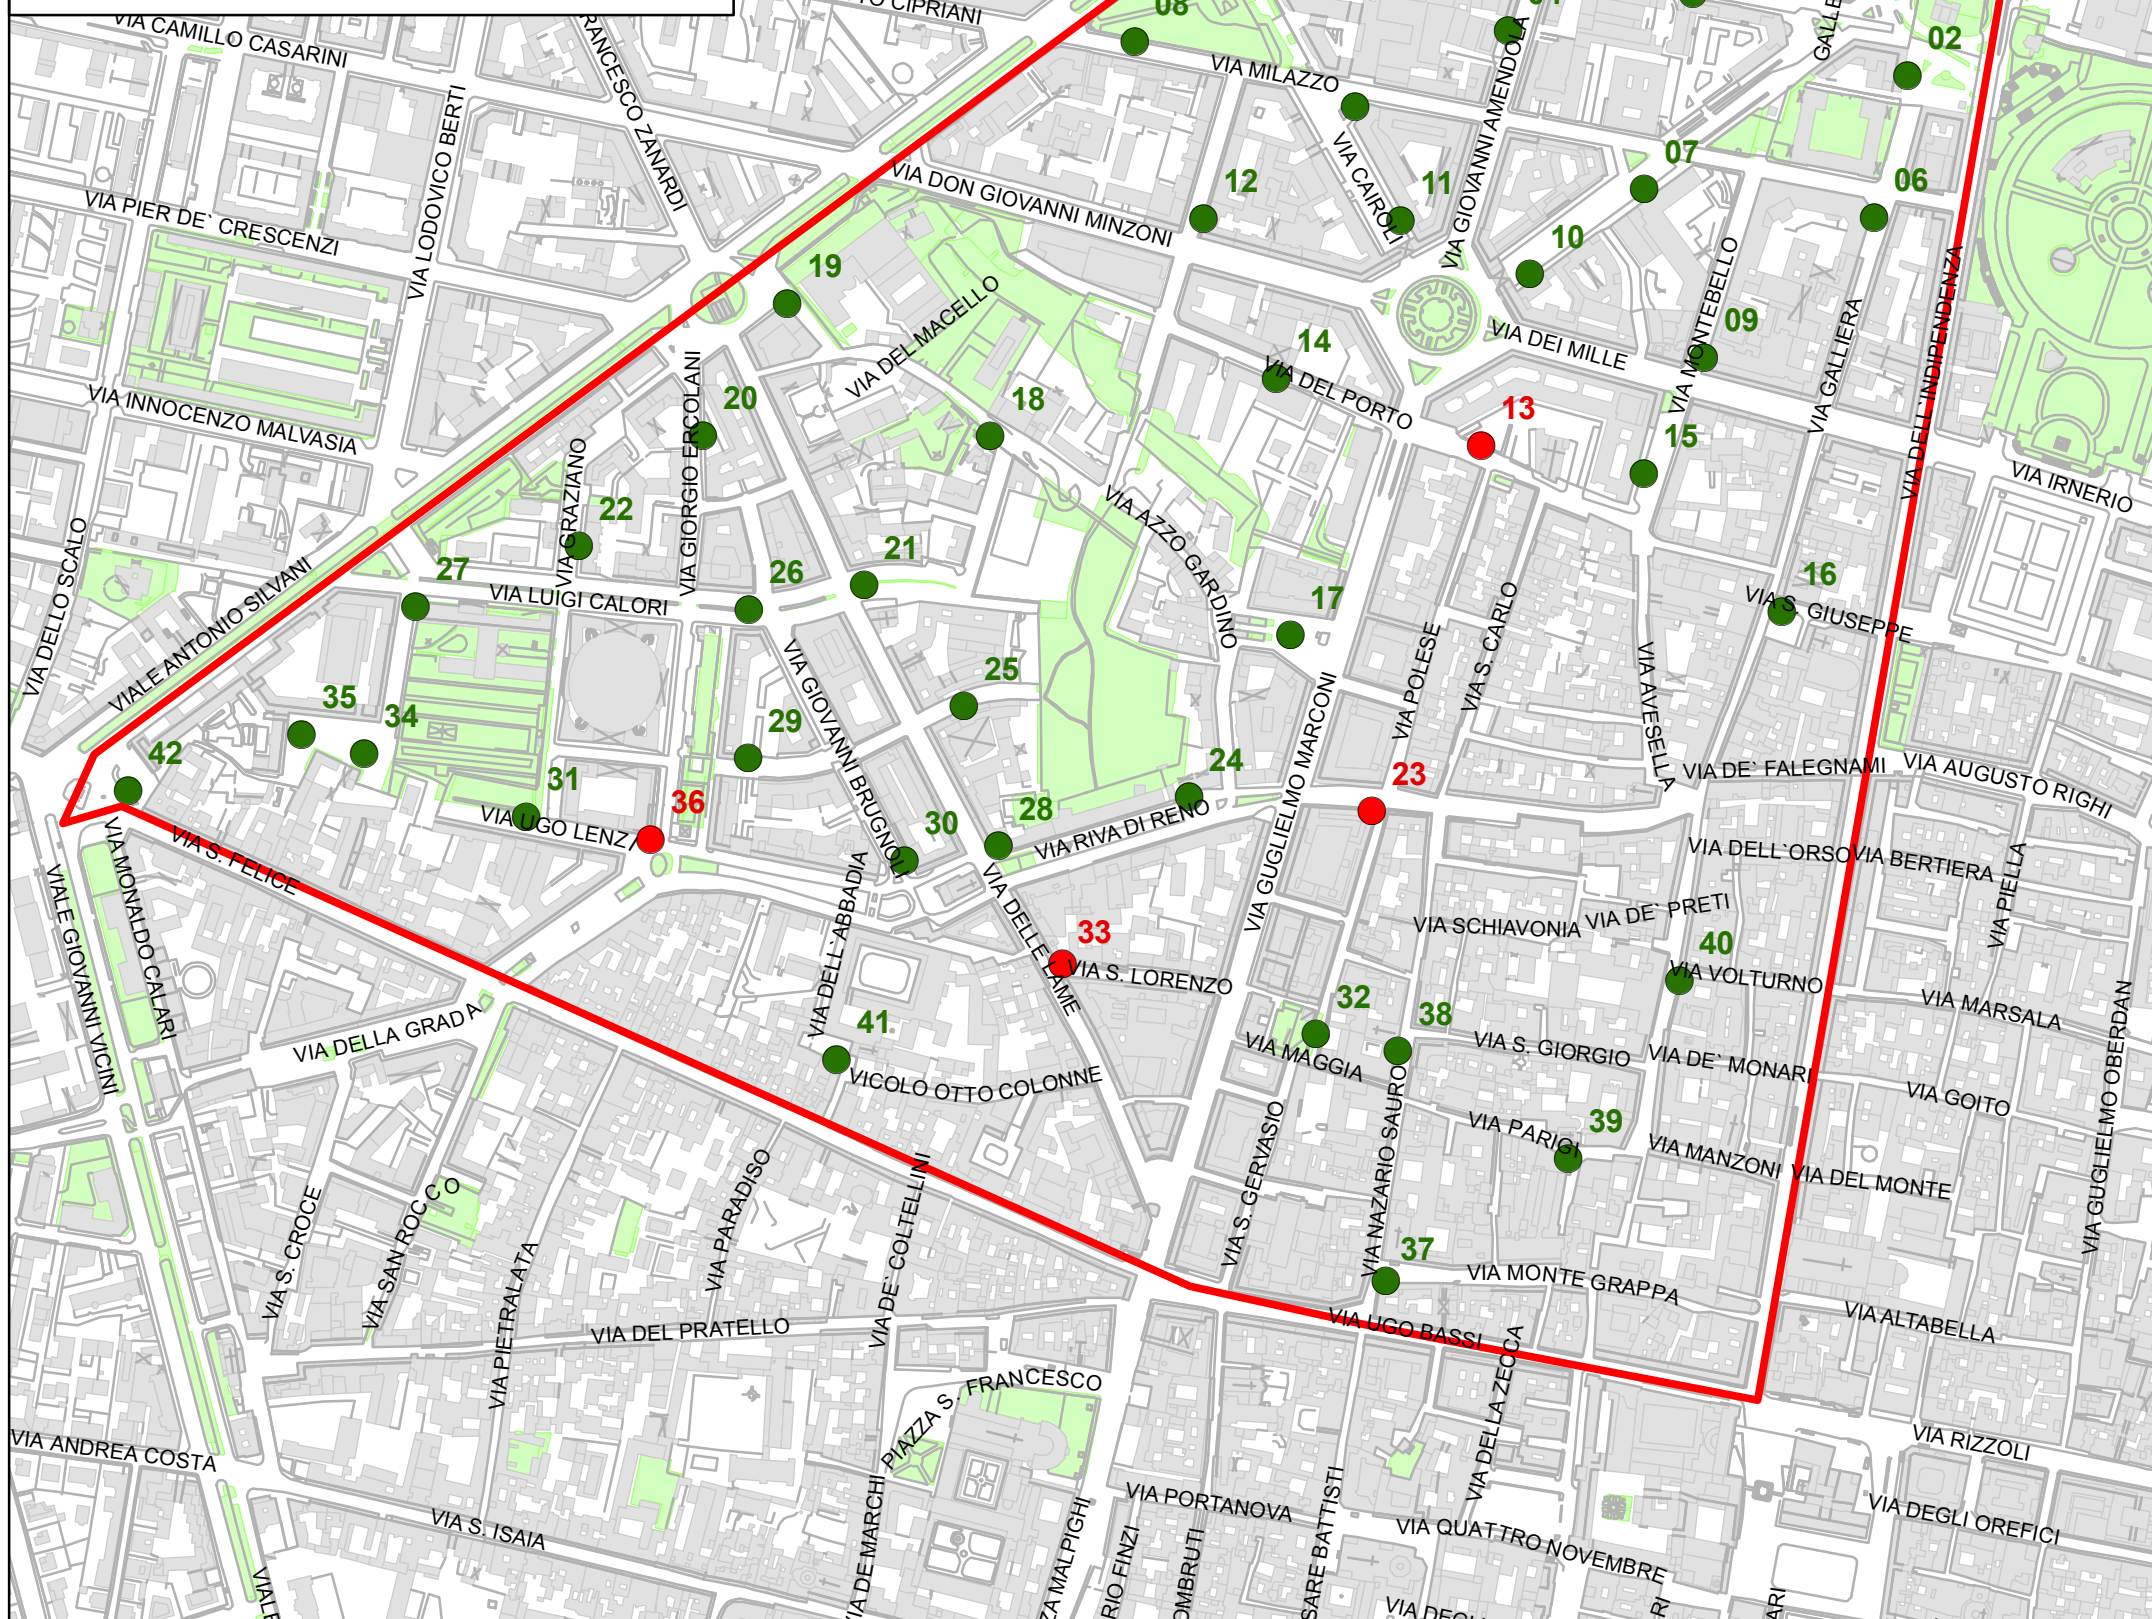 VIA CAMILLO CASARINI
CIPRIANI
08
02
VIA MILAZZO
VIA GIOVANNI AMENDOLA
FRANCESCO ZANARDI
VIA LODOVICO BERTI
VIA PIER DE` CRESCENZI
VIA DON GIOVANNI MINZONI
12
VIA CAIROLI
11
07
06
10
19
VIA DEL MACELLO
14
VIA DEI MILLE
09
VIA MONTEBELLO
VIA GALLIERA
VIA DELL`INDIPENDENZA
VIA INNOCENZO MALVASIA
20
VIA GIORGIO ERCOLANI
18
VIA DEL PORTO
13
15
VIA IRNERIO
VIA GRAZIANO
22
VIA AZZO GARDINO
VIA DELLO SCALO
VIALE ANTONIO SILVANI
27
21
26
VIA LUIGI CALORI
17
16
VIA S. GIUSEPPE
VIA POLESE
VIA S. CARLO
VIA AVESELLA
35
34
42
25
29
VIA GIOVANNI BRUGNOLI
31
36
VIA UGO LENZI
24
23
VIA GUGLIELMO MARCONI
VIA DE` FALEGNAMI
VIA AUGUSTO RIGHI
30
28
VIA RIVA DI RENO
VIA DELL`ORSO
VIA BERTIERA
VIA PIELLA
VIA S. FELICE
VIA MONALDO CALARI
VIALE GIOVANNI VICINI
VIA DELL`ABBADIA
VIA DELLE LAME
33
VIA S. LORENZO
VIA SCHIAVONIA
VIA DE` PRETI
40
VIA VOLTURNO
VIA MARSALA
VIA DELLA GRADA
41
VICOLO OTTO COLONNE
32
38
VIA MAGGIA
VIA S. GIORGIO
VIA DE` MONARI
VIA GOITO
VIA GUGLIELMO OBERDAN
39
VIA PARIGI
VIA MANZONI
VIA DEL MONTE
VIA S. CROCE
VIA SAN ROCCO
VIA PIETRALATA
VIA PARADISO
VIA DE` COLTELLINI
VIA S. GERVASIO
VIA NAZARIO SAURO
37
VIA MONTE GRAPPA
VIA UGO BASSI
VIA ALTABELLA
VIA DEL PRATELLO
VIA DELLA ZECCA
PIAZZA S. FRANCESCO
VIA ANDREA COSTA
VIA S. ISAIA
VIA DE MARCHI
VIA PORTANOVA
VIA QUATTRO NOVEMBRE
VIA RIZZOLI
VIA DEGLI OREFICI